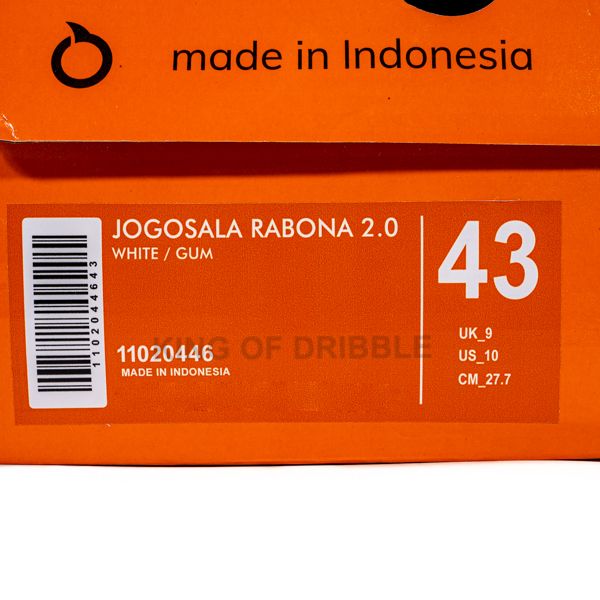 made in Indonesia
JOGOSALA RABONA 2.0
WHITE / GUM
1102044643
KING OF DRIBBLE
11020446
MADE IN INDONESIA
43
UK_9
US_10
CM_27.7